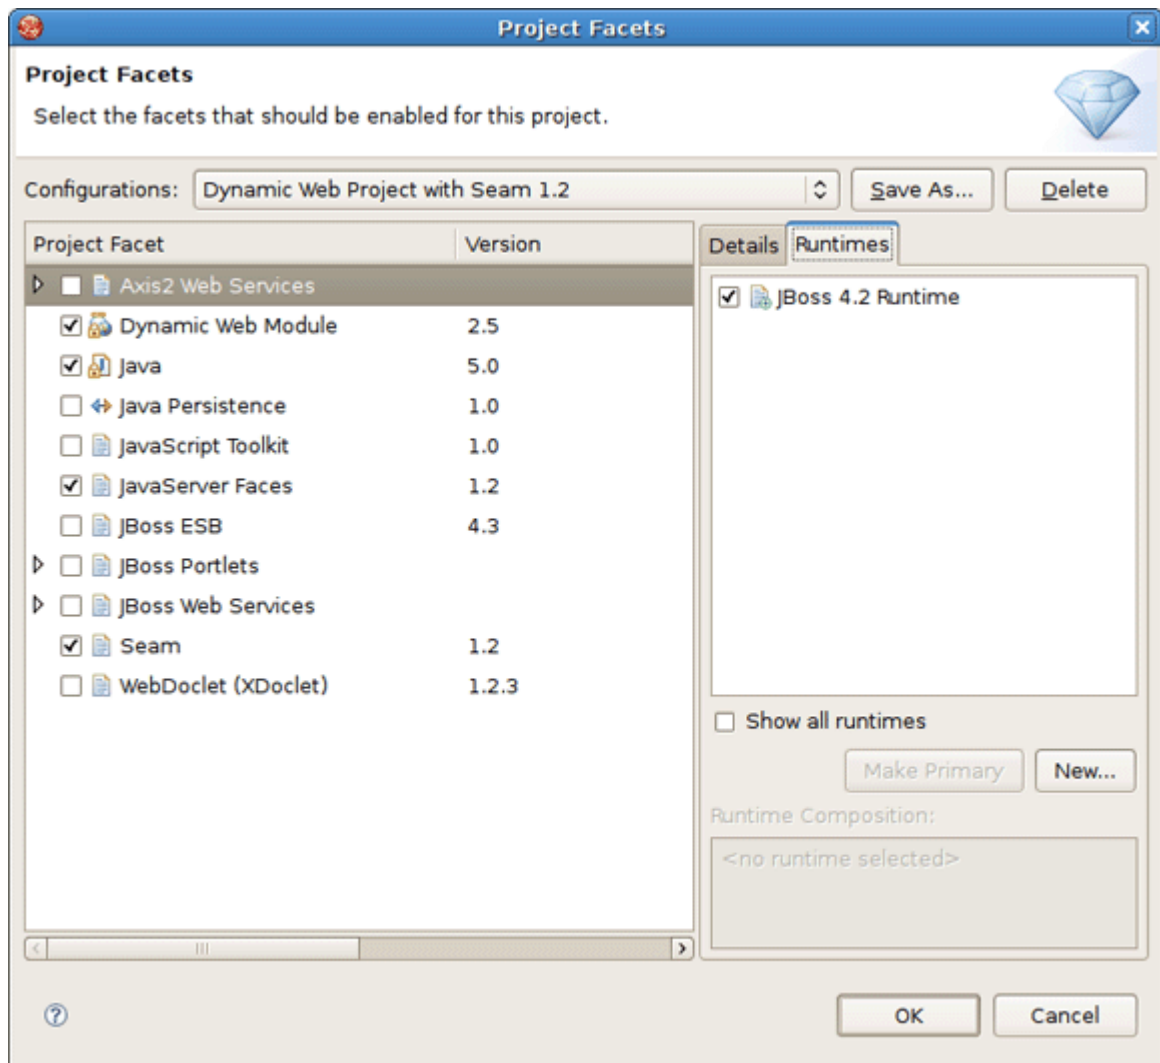 Project Facets
Project Facets
Select the facets that should be enabled for this project.
Configurations: Dynamic Web Project with Seam 1.2 Save As... Delete
Project Facet Version
Axis2 Web Services
Dynamic Web Module 2.5
Java 5.0
Java Persistence 1.0
JavaScript Toolkit 1.0
JavaServer Faces 1.2
JBoss ESB 4.3
JBoss Portlets
JBoss Web Services
Seam 1.2
WebDoclet (XDoclet) 1.2.3
Details Runtimes
JBoss 4.2 Runtime
Show all runtimes
Make Primary New...
Runtime Composition:
<no runtime selected>
OK Cancel